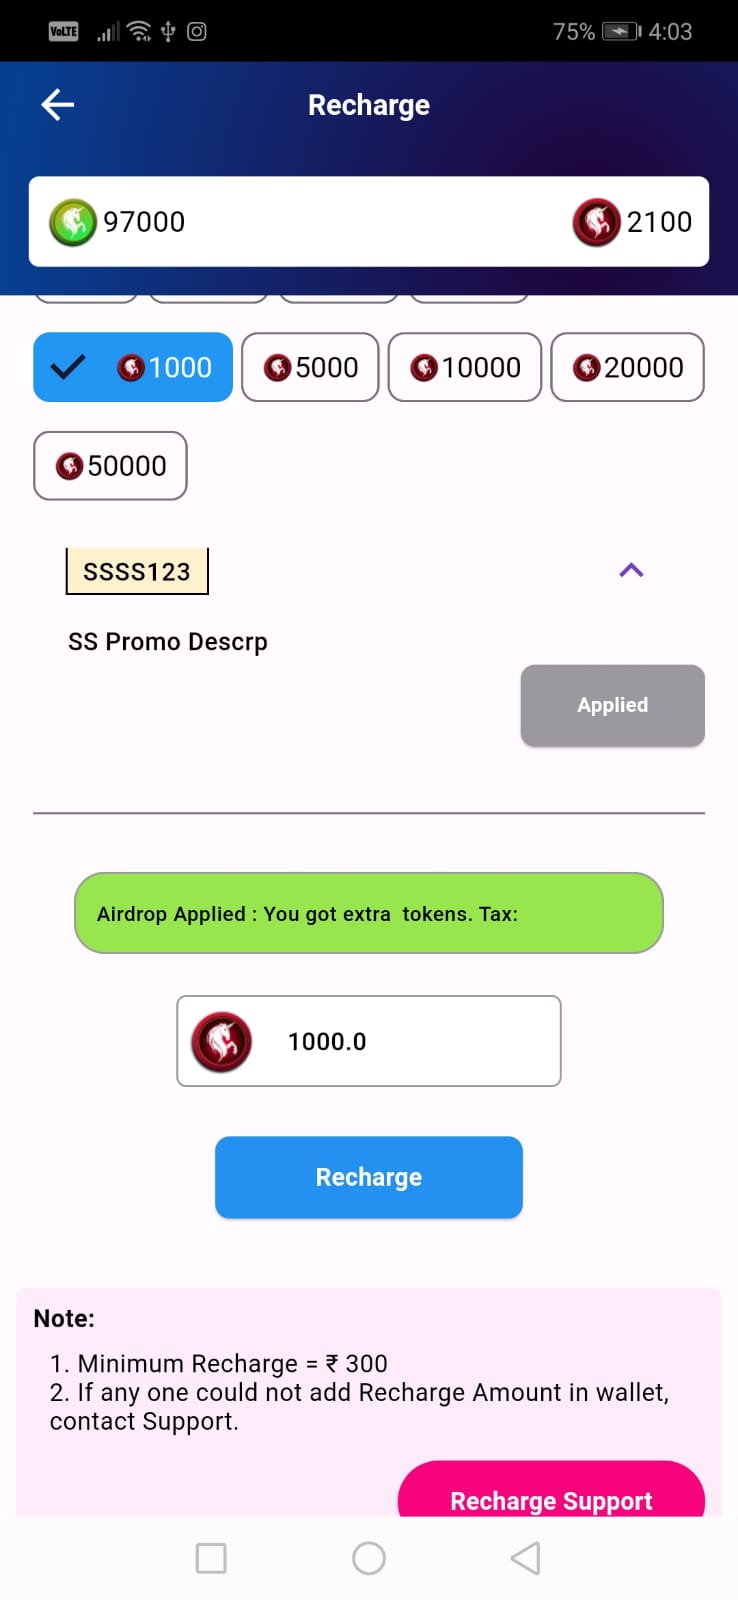 VoLTE 75% 4:03
Recharge
97000 2100
1000 5000 10000 20000
50000
SSSS123
SS Promo Descrp
Applied
Airdrop Applied : You got extra  tokens. Tax:
1000.0
Recharge
Note:
1. Minimum Recharge = ₹ 300
2. If any one could not add Recharge Amount in wallet,
contact Support.
Recharge Support